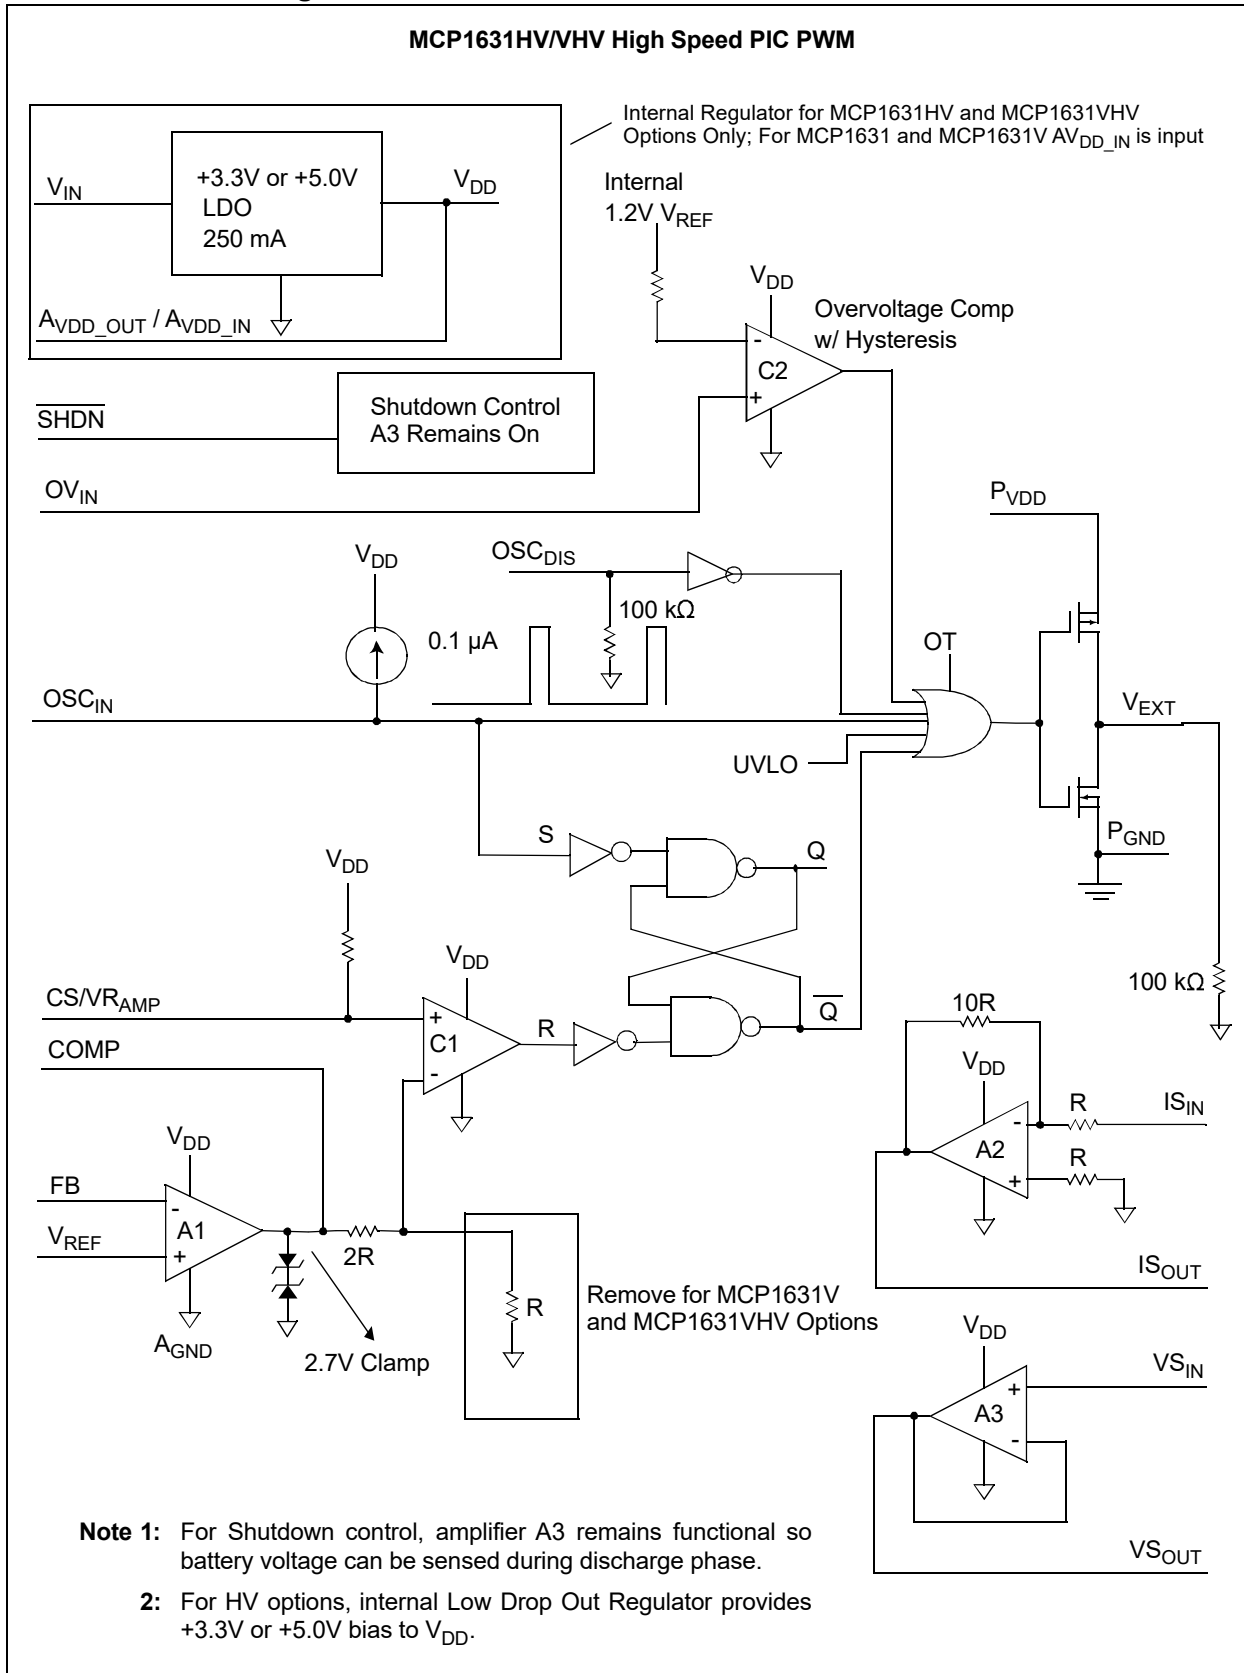 MCP1631HV/VHV High Speed PIC PWM
Internal Regulator for MCP1631HV and MCP1631VHV
Options Only; For MCP1631 and MCP1631V AVDD_IN is input
VIN
+3.3V or +5.0V
LDO
250 mA
VDD
AVDD_OUT / AVDD_IN
Internal
1.2V VREF
VDD
Overvoltage Comp
w/ Hysteresis
-
C2
+
SHDN
Shutdown Control
A3 Remains On
OVIN
PVDD
OSCDIS
VDD
100 kΩ
0.1 µA
OT
OSCIN
VEXT
UVLO
S
Q
PGND
VDD
VDD
100 kΩ
CS/VRAMP
+
C1
-
R
Q
COMP
10R
VDD
-
A2
+
R
ISIN
R
VDD
FB
-
A1
+
VREF
2R
AGND
2.7V Clamp
R
Remove for MCP1631V
and MCP1631VHV Options
ISOUT
VDD
VSIN
+
A3
-
VSOUT
Note 1: For Shutdown control, amplifier A3 remains functional so
battery voltage can be sensed during discharge phase.
2: For HV options, internal Low Drop Out Regulator provides
+3.3V or +5.0V bias to VDD.